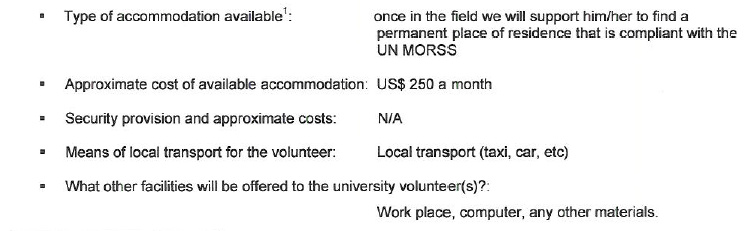 ▪ Type of accommodation available¹: once in the field we will support him/her to find a
permanent place of residence that is compliant with the
UN MORSS
▪ Approximate cost of available accommodation: US$ 250 a month
▪ Security provision and approximate costs: N/A
▪ Means of local transport for the volunteer: Local transport (taxi, car, etc)
▪ What other facilities will be offered to the university volunteer(s)?:
Work place, computer, any other materials.